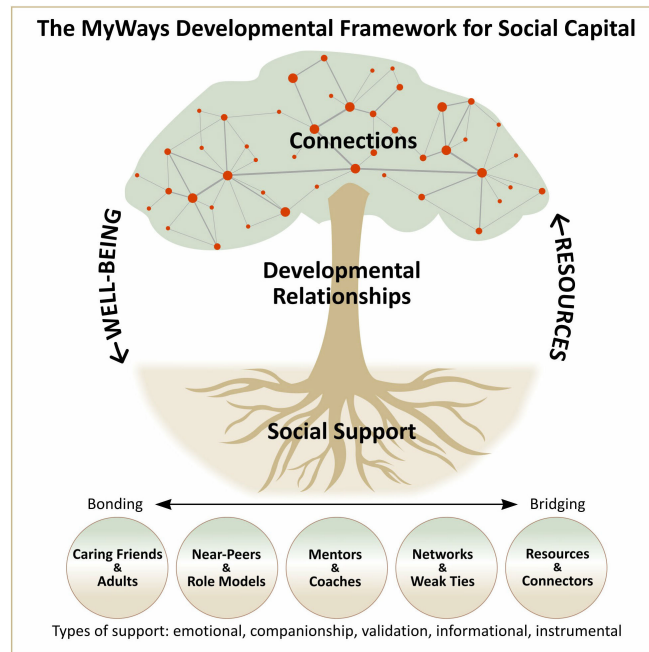 The MyWays Developmental Framework for Social Capital
Connections
←WELL-BEING
←RESOURCES
Developmental
Relationships
Social Support
Bonding
Bridging
Caring Friends
&
Adults
Near-Peers
&
Role Models
Mentors
&
Coaches
Networks
&
Weak Ties
Resources
&
Connectors
Types of support: emotional, companionship, validation, informational, instrumental